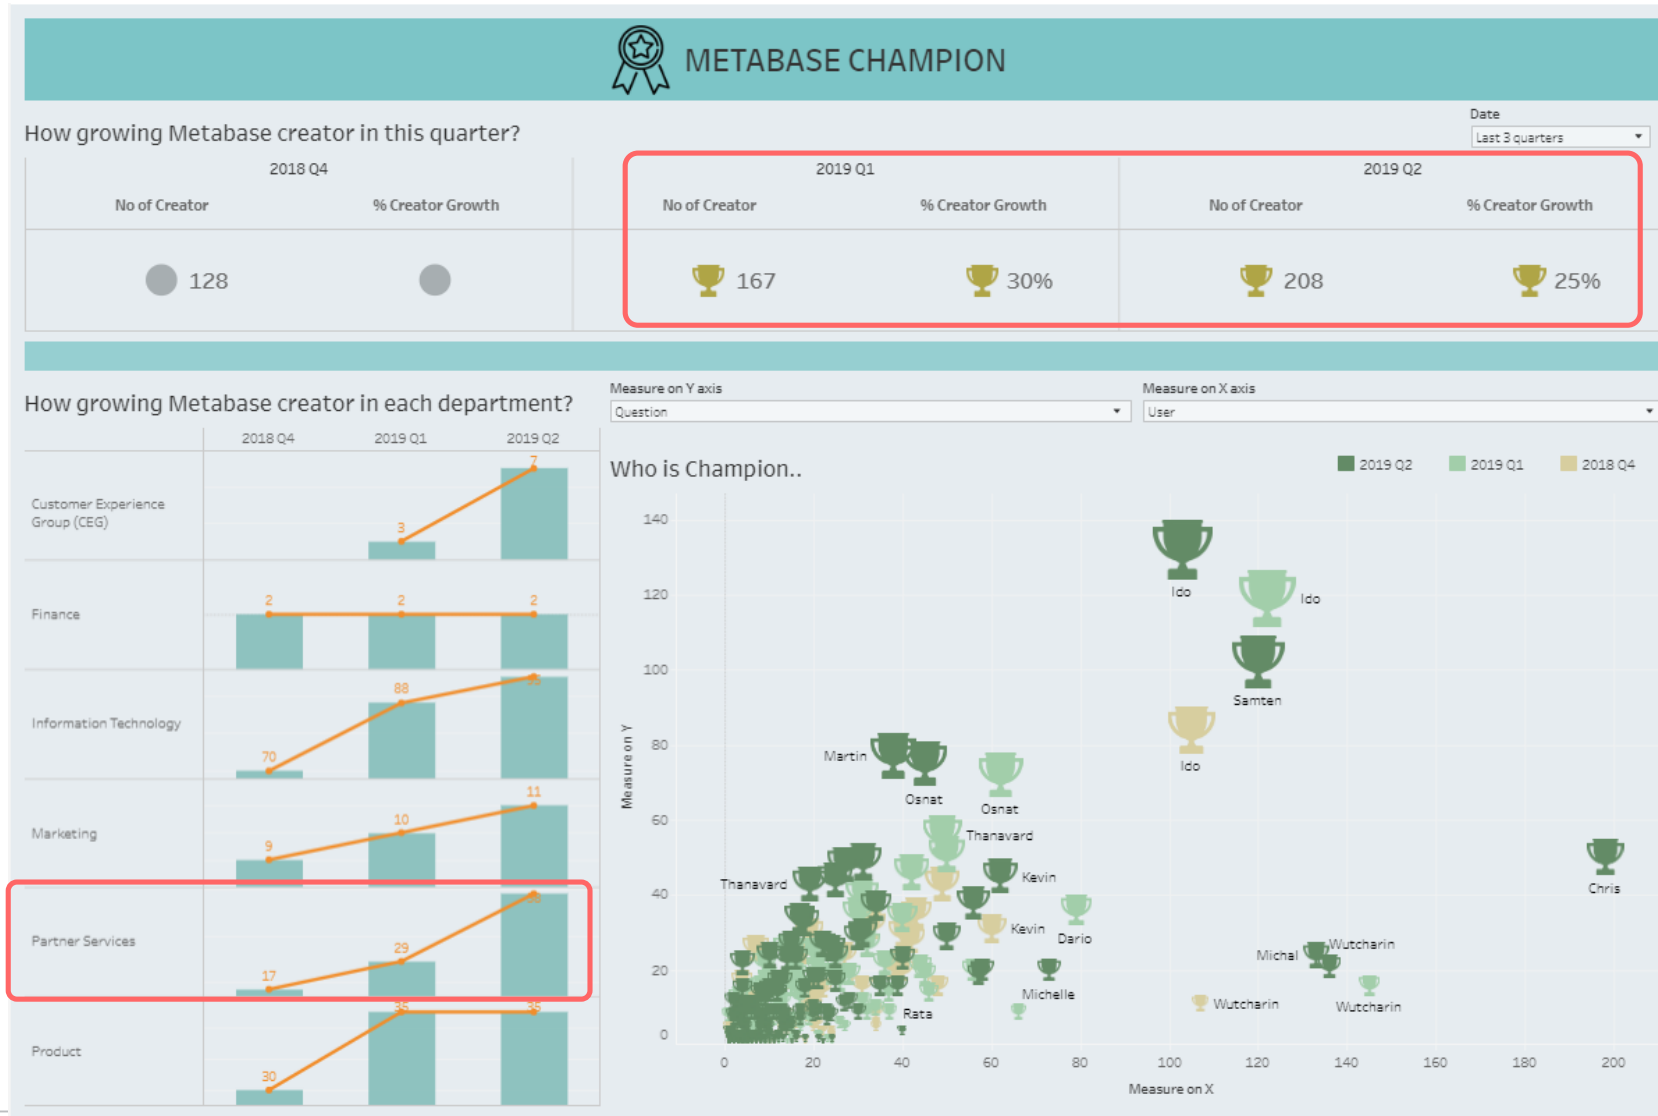 METABASE CHAMPION
How growing Metabase creator in this quarter?
Date
Last 3 quarters
2018 Q4
2019 Q1
2019 Q2
No of Creator
% Creator Growth
No of Creator
% Creator Growth
No of Creator
% Creator Growth
128
167
30%
208
25%
How growing Metabase creator in each department?
2018 Q4
2019 Q1
2019 Q2
Customer Experience
Group (CEG)
3
7
Finance
2
2
2
Information Technology
70
88
Marketing
9
10
11
Partner Services
17
29
Product
30
35
35
Measure on Y axis
Question
Measure on X axis
User
Who is Champion..
2019 Q2
2019 Q1
2018 Q4
Measure on Y
140
120
100
80
60
40
20
0
Ido
Ido
Samten
Ido
Martin
Osnat
Osnat
Thanavard
Thanavard
Kevin
Chris
Kevin
Dario
Michal
Wutcharin
Michelle
Wutcharin
Wutcharin
Rata
0
20
40
60
80
100
120
140
160
180
200
Measure on X